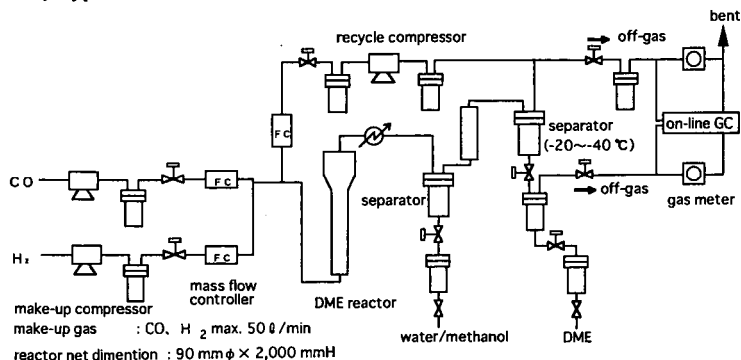 bent
recycle compressor
off-gas
FC
separator
(-20~-40 ℃)
on-line GC
CO
FC
separator
off-gas
gas meter
H₂
FC
mass flow
controller
DME reactor
make-up compressor
water/methanol
DME
make-up gas : CO、H ₂ max. 50 ℓ/min
reactor net dimention : 90 mm φ × 2,000 mmH